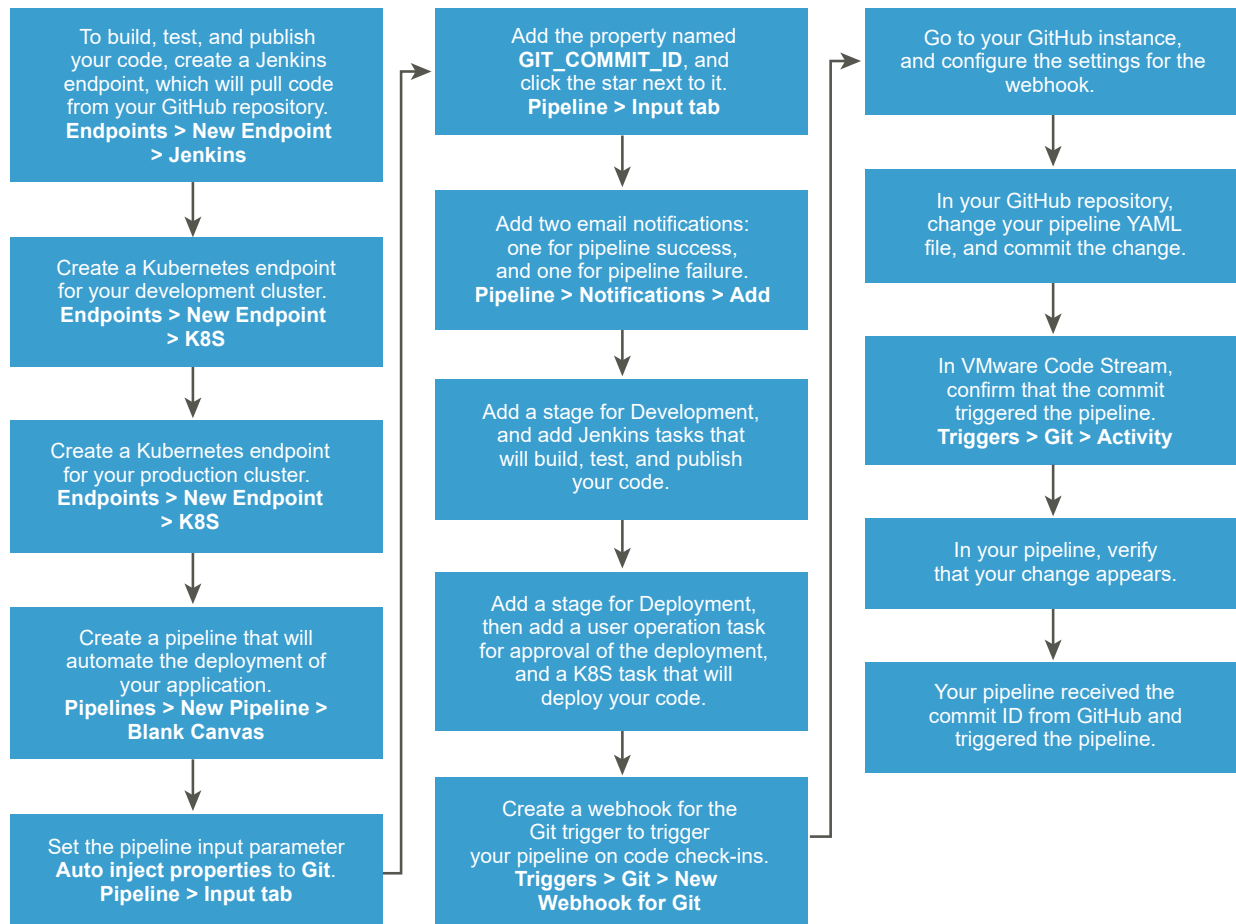 To build, test, and publish
your code, create a Jenkins
endpoint, which will pull code
from your GitHub repository.
Endpoints > New Endpoint
> Jenkins
Create a Kubernetes endpoint
for your development cluster.
Endpoints > New Endpoint
> K8S
Create a Kubernetes endpoint
for your production cluster.
Endpoints > New Endpoint
> K8S
Create a pipeline that will
automate the deployment of
your application.
Pipelines > New Pipeline >
Blank Canvas
Set the pipeline input parameter
Auto inject properties to Git.
Pipeline > Input tab
Add the property named
GIT_COMMIT_ID, and
click the star next to it.
Pipeline > Input tab
Add two email notifications:
one for pipeline success,
and one for pipeline failure.
Pipeline > Notifications > Add
Add a stage for Development,
and add Jenkins tasks that
will build, test, and publish
your code.
Add a stage for Deployment,
then add a user operation task
for approval of the deployment,
and a K8S task that will
deploy your code.
Create a webhook for the
Git trigger to trigger
your pipeline on code check-ins.
Triggers > Git > New
Webhook for Git
Go to your GitHub instance,
and configure the settings for the
webhook.
In your GitHub repository,
change your pipeline YAML
file, and commit the change.
In VMware Code Stream,
confirm that the commit
triggered the pipeline.
Triggers > Git > Activity
In your pipeline, verify
that your change appears.
Your pipeline received the
commit ID from GitHub and
triggered the pipeline.